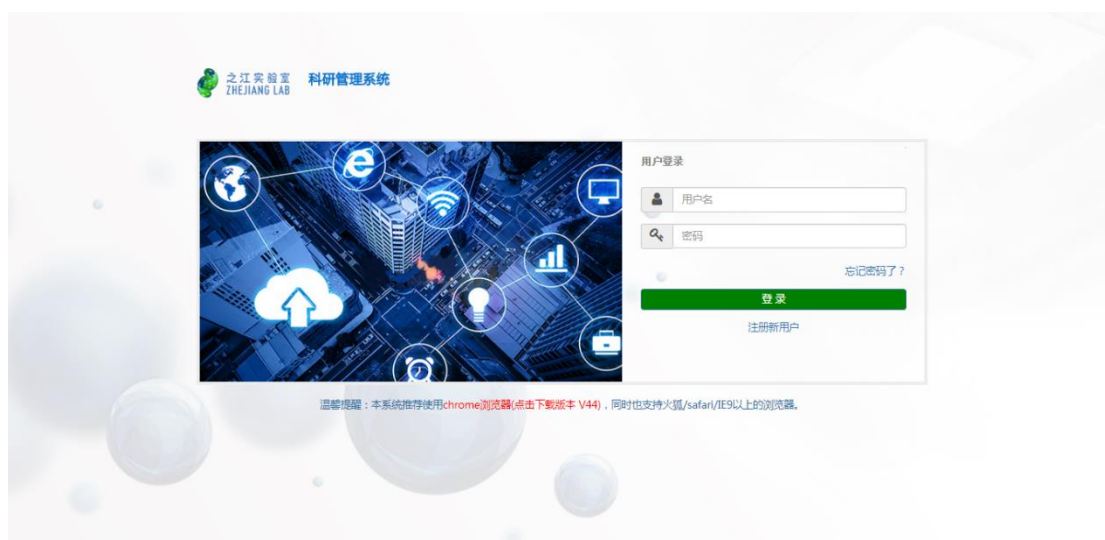 之江实验室 科研管理系统
ZHEJIANG LAB
用户登录
用户名
密码
忘记密码了？
登录
注册新用户
温馨提醒：本系统推荐使用chrome浏览器(点击下载版本 V44)，同时也支持火狐/safari/IE9以上的浏览器。